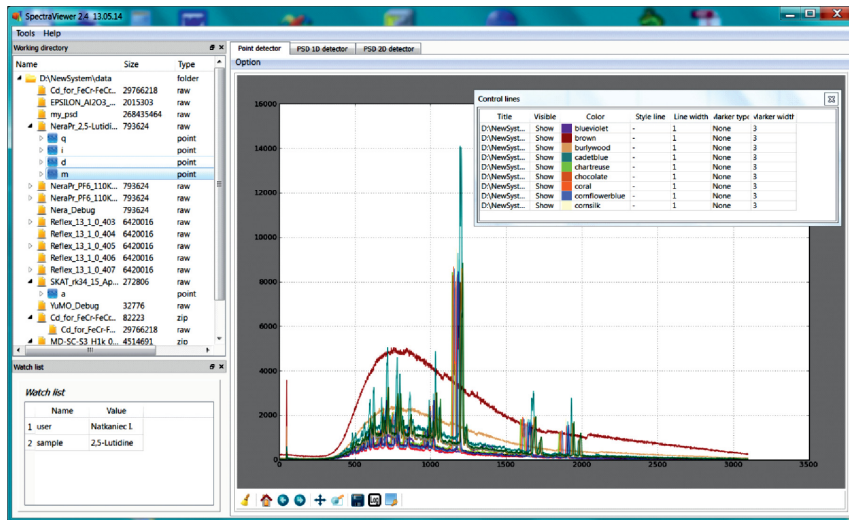 SpectraViewer 2.4 13.05.14
Tools Help
Working directory
Name Size Type
D:\NewSystem\data folder
Cd_for_FeCr-FeCr... 29766218 raw
EPSILON_Al2O3_... 2015303 raw
my_psd 268435464 raw
NeraPr_2,5-Lutidi... 793624 raw
q point
i point
d point
m point
NeraPr_PF6_110K... 793624 raw
NeraPr_PF6_110K... 793624 raw
Nera_Debug 793624 raw
Reflex_13_1_0_403 6420016 raw
Reflex_13_1_0_404 6420016 raw
Reflex_13_1_0_405 6420016 raw
Reflex_13_1_0_406 6420016 raw
Reflex_13_1_0_407 6420016 raw
SKAT_rk34_15_Ap... 272806 raw
a point
YuMO_Debug 32776 raw
Cd_for_FeCr-FeCr... 82223 zip
Cd_for_FeCr-F... 29766218 raw
MD-SC-S3_H1k_0... 4514691 zip
Watch list
Watch list
Name Value
1 user Natkaniec I.
2 sample 2,5-Lutidine
Point detector PSD 1D detector PSD 2D detector
Option
Control lines
Title Visible Color Style line Line width Marker type Marker width
D:\NewSyst... Show blueviolet - 1 None 3
D:\NewSyst... Show brown - 1 None 3
D:\NewSyst... Show burlywood - 1 None 3
D:\NewSyst... Show cadetblue - 1 None 3
D:\NewSyst... Show chartreuse - 1 None 3
D:\NewSyst... Show chocolate - 1 None 3
D:\NewSyst... Show coral - 1 None 3
D:\NewSyst... Show cornflowerblue - 1 None 3
D:\NewSyst... Show cornsilk - 1 None 3
16000
14000
12000
10000
8000
6000
4000
2000
0
0 500 1000 1500 2000 2500 3000 3500